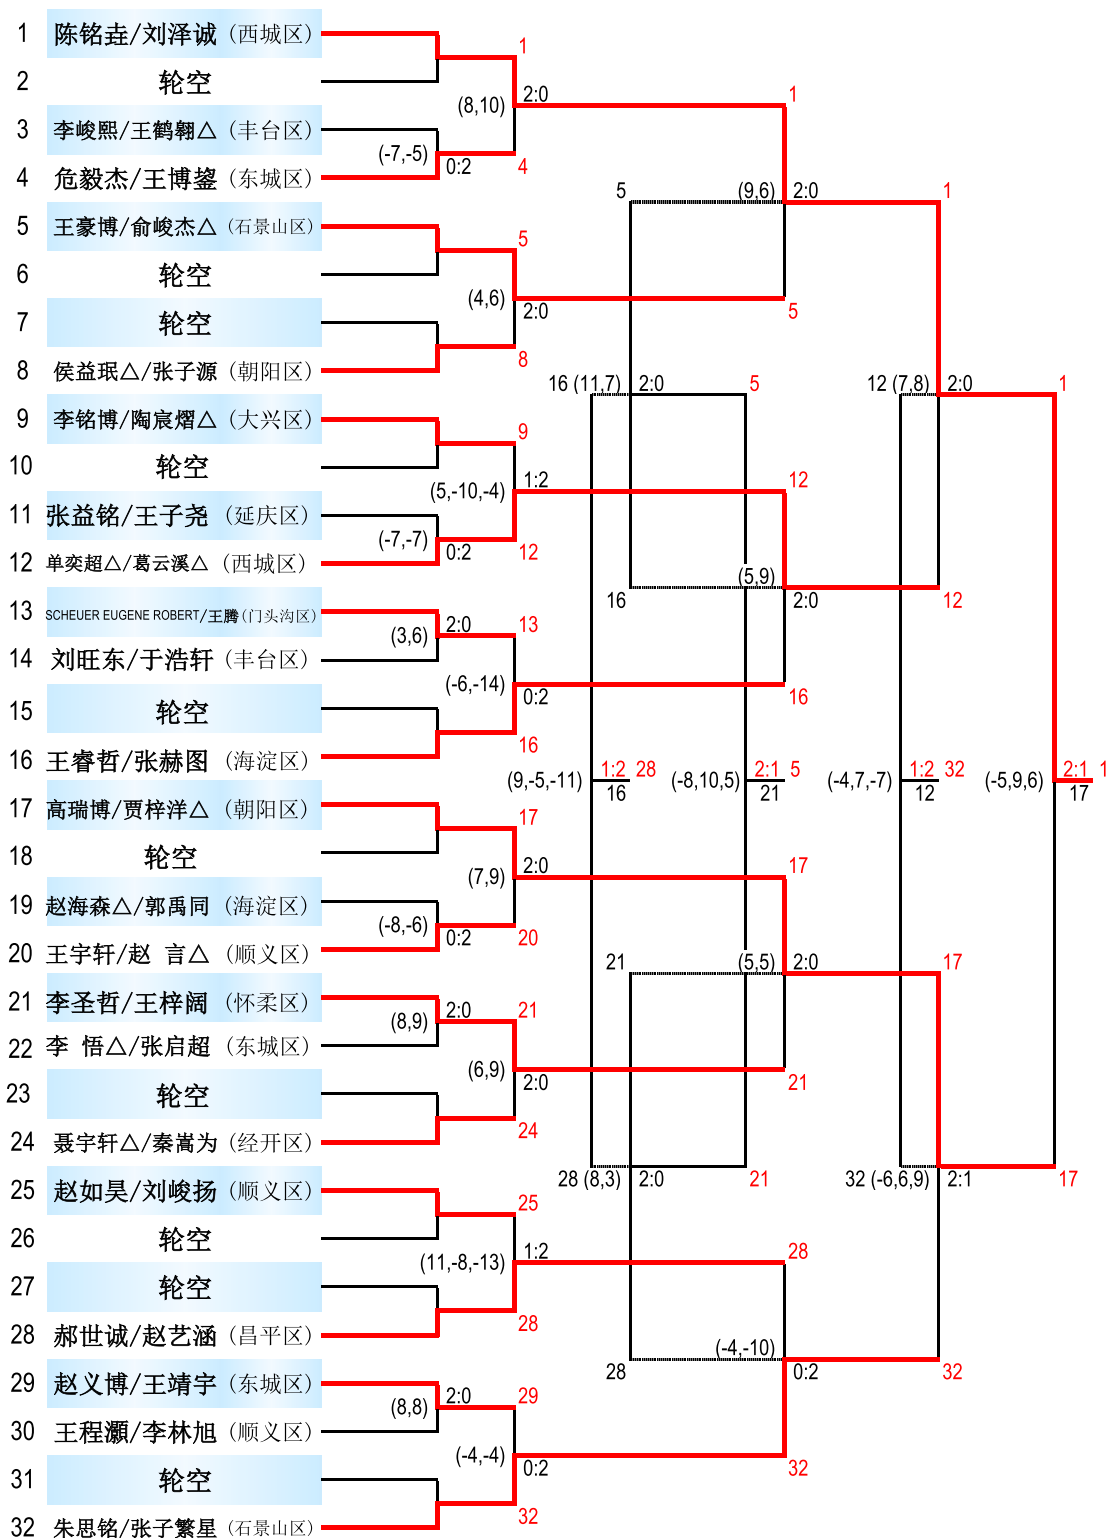 1 陈铭垚/刘泽诚（西城区）
1
2 轮空
(8,10) 2:0 1
3 李峻熙/王鹤翱△（丰台区）
(-7,-5) 0:2 4
4 危毅杰/王博鋆（东城区）
5 (9,6) 2:0 1
5 王豪博/俞峻杰△（石景山区）
5
6 轮空
(4,6) 2:0 5
7 轮空
8
8 侯益珉△/张子源（朝阳区）
16 (11,7) 2:0 5 12 (7,8) 2:0 1
9 李铭博/陶宸熠△（大兴区）
9
10 轮空
(5,-10,-4) 1:2 12
11 张益铭/王子尧（延庆区）
(-7,-7) 0:2 12
12 单奕超△/葛云溪△（西城区）
16 (5,9) 2:0 12
13 SCHEUER EUGENE ROBERT/王腾(门头沟区)
(3,6) 2:0 13
14 刘旺东/于浩轩（丰台区）
(-6,-14) 0:2 16
15 轮空
16
16 王睿哲/张赫图（海淀区）
(9,-5,-11) 1:2 28 (-8,10,5) 2:1 5 (-4,7,-7) 1:2 32 (-5,9,6) 2:1 1
16 21 12 17
17 高瑞博/贾梓洋△（朝阳区）
17
18 轮空
(7,9) 2:0 17
19 赵海森△/郭禹同（海淀区）
(-8,-6) 0:2 20
20 王宇轩/赵 言△（顺义区）
21 (5,5) 2:0 17
21 李圣哲/王梓阔（怀柔区）
(8,9) 2:0 21
22 李 悟△/张启超（东城区）
(6,9) 2:0 21
23 轮空
24
24 聂宇轩△/秦嵩为（经开区）
28 (8,3) 2:0 21 32 (-6,6,9) 2:1 17
25 赵如昊/刘峻扬（顺义区）
25
26 轮空
(11,-8,-13) 1:2 28
27 轮空
28
28 郝世诚/赵艺涵（昌平区）
28 (-4,-10) 0:2 32
29 赵义博/王靖宇（东城区）
(8,8) 2:0 29
30 王程灏/李林旭（顺义区）
(-4,-4) 0:2 32
31 轮空
32
32 朱思铭/张子繁星（石景山区）